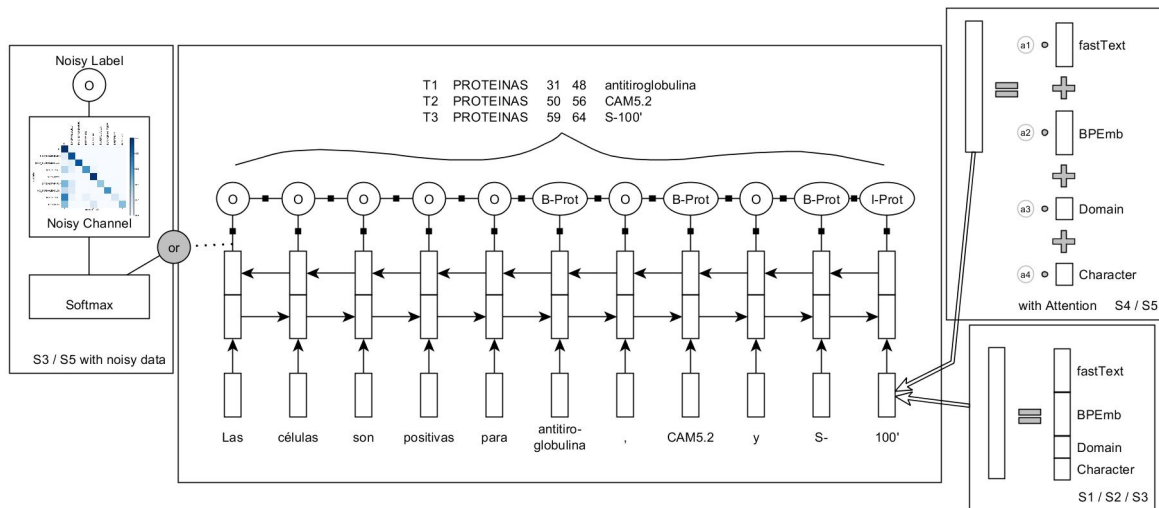 Noisy Label
O
Noisy Channel
Softmax
S3 / S5 with noisy data
or
T1 PROTEINAS 31 48 antitiroglobulina
T2 PROTEINAS 50 56 CAM5.2
T3 PROTEINAS 59 64 S-100'
O O O O O B-Prot O B-Prot O B-Prot I-Prot
Las células son positivas para antitiro- , CAM5.2 y S- 100'
globulina
a1 fastText
a2 BPEmb
a3 Domain
a4 Character
with Attention S4 / S5
fastText
BPEmb
Domain
Character
S1 / S2 / S3